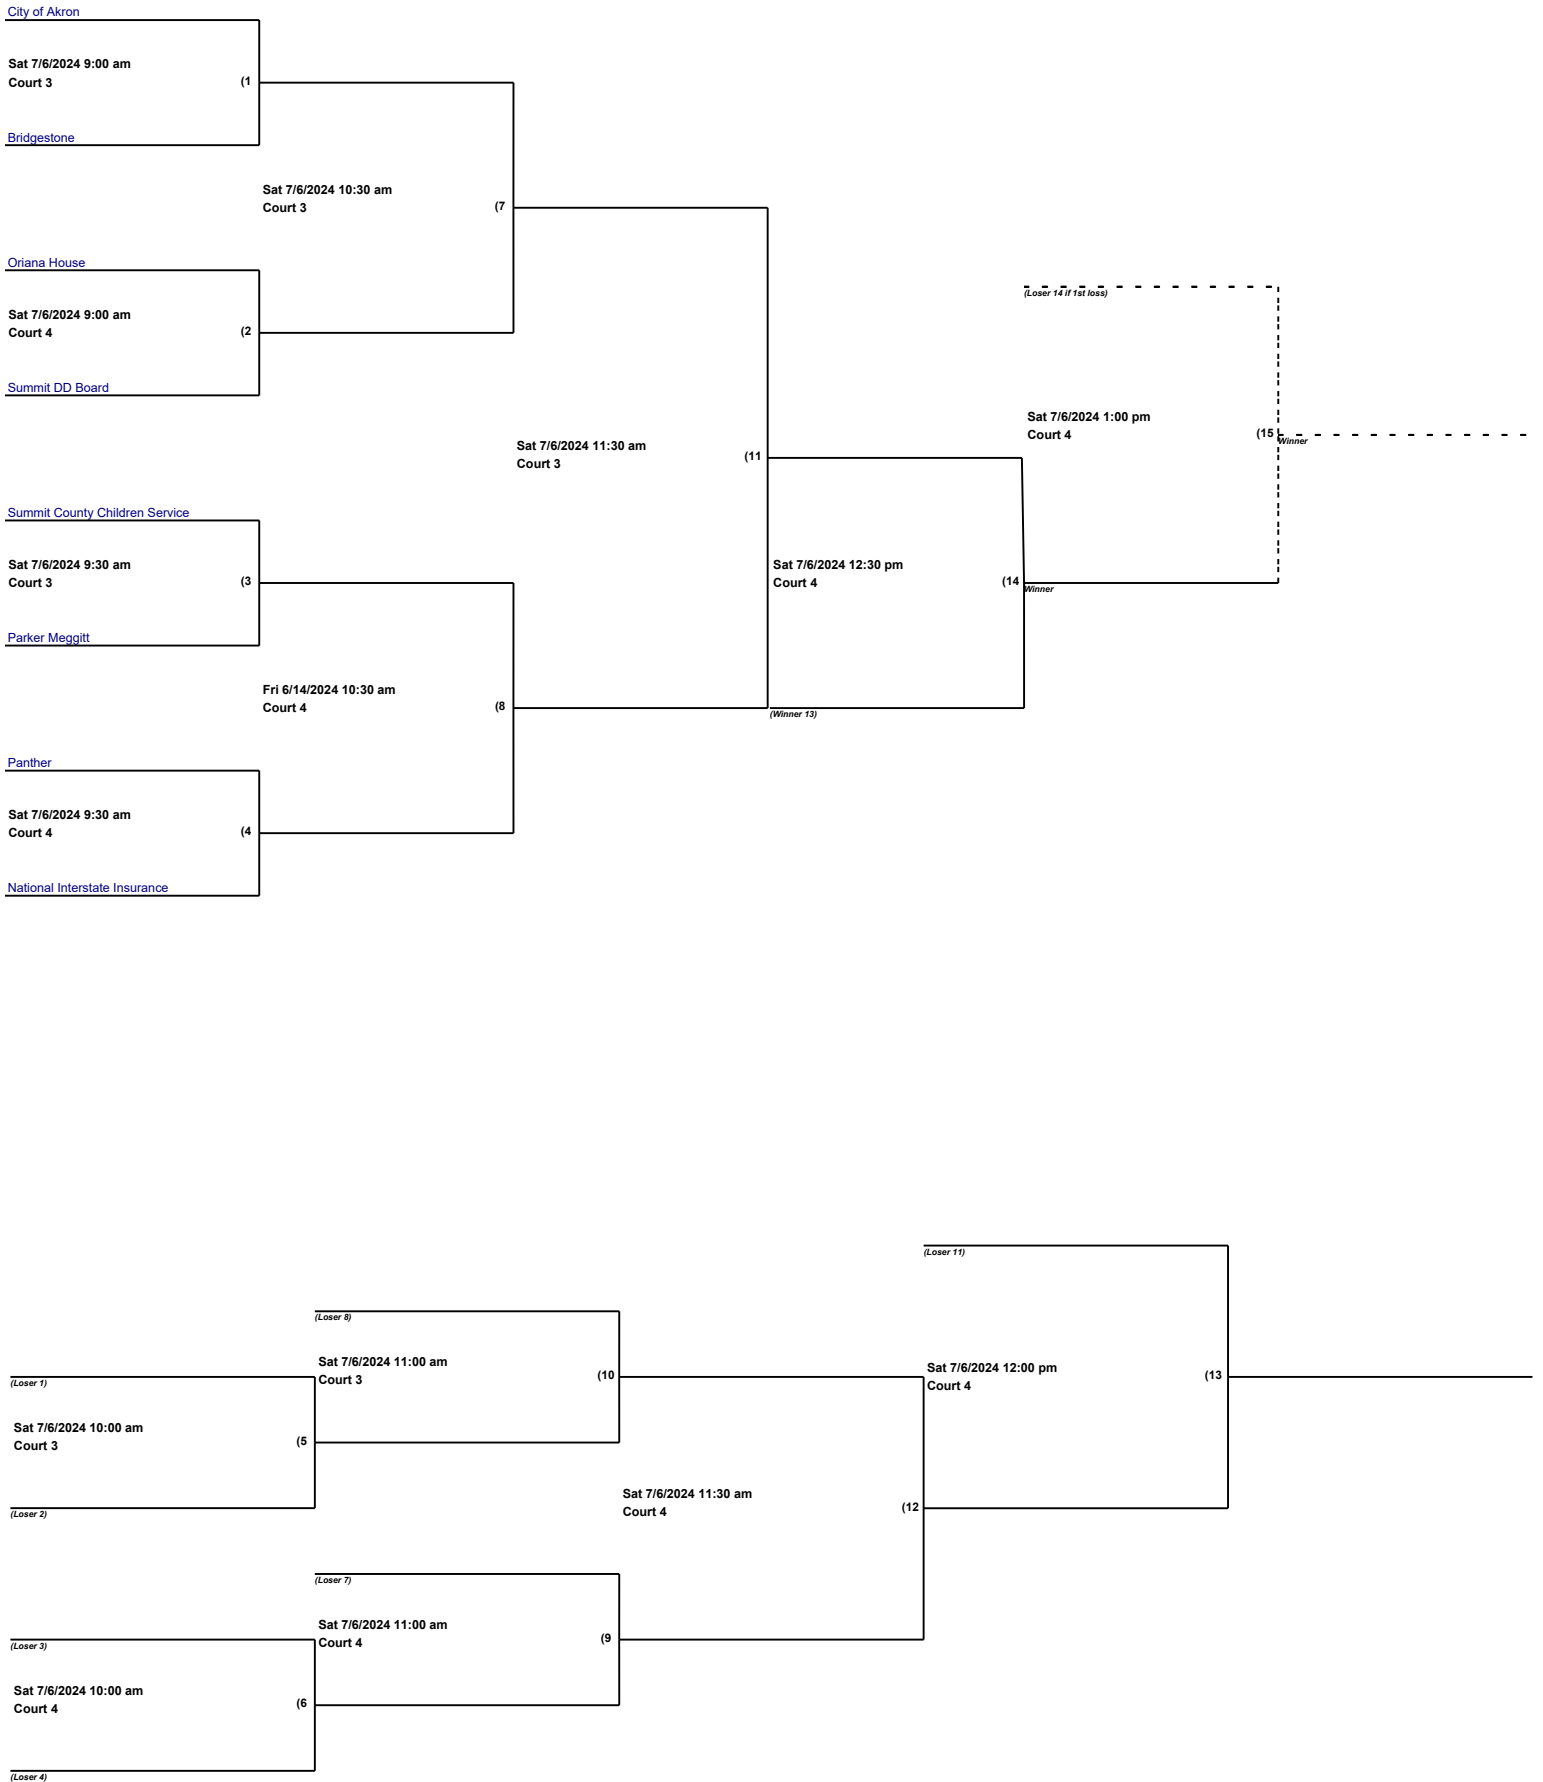 City of Akron
Sat 7/6/2024 9:00 am
Court 3
(1
Bridgestone
Sat 7/6/2024 10:30 am
Court 3
(7
Oriana House
Sat 7/6/2024 9:00 am
Court 4
(2
Summit DD Board
(Loser 14 if 1st loss)
Sat 7/6/2024 1:00 pm
Court 4
(15
Winner
Sat 7/6/2024 11:30 am
Court 3
(11
Summit County Children Service
Sat 7/6/2024 9:30 am
Court 3
(3
Parker Meggitt
Sat 7/6/2024 12:30 pm
Court 4
(14
Winner
Fri 6/14/2024 10:30 am
Court 4
(8
(Winner 13)
Panther
Sat 7/6/2024 9:30 am
Court 4
(4
National Interstate Insurance
(Loser 11)
(Loser 8)
Sat 7/6/2024 11:00 am
Court 3
(10
Sat 7/6/2024 12:00 pm
Court 4
(13
(Loser 1)
Sat 7/6/2024 10:00 am
Court 3
(5
(Loser 2)
Sat 7/6/2024 11:30 am
Court 4
(12
(Loser 7)
Sat 7/6/2024 11:00 am
Court 4
(9
(Loser 3)
Sat 7/6/2024 10:00 am
Court 4
(6
(Loser 4)